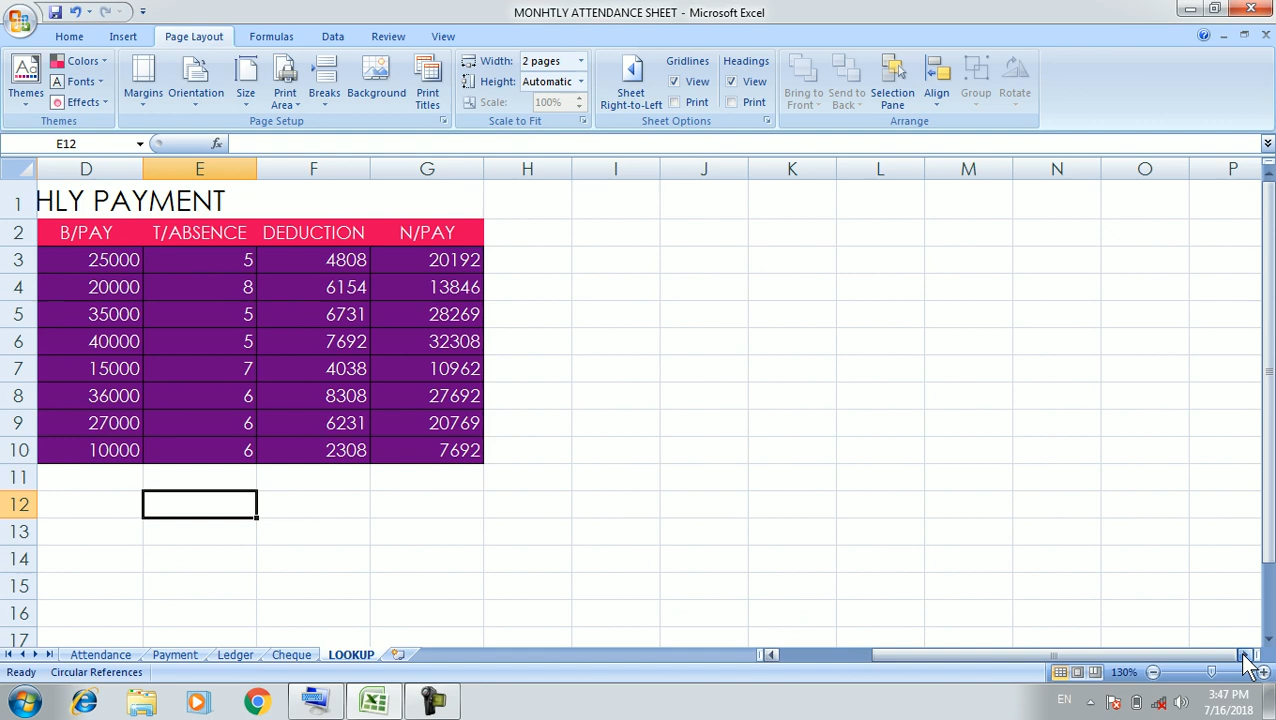 MONHTLY ATTENDANCE SHEET - Microsoft Excel
Home Insert Page Layout Formulas Data Review View
Themes Colors Fonts Effects Themes
Margins Orientation Size Print Area Breaks Background Print Titles Page Setup
Width: 2 pages Height: Automatic Scale: 100% Scale to Fit
Sheet Right-to-Left Gridlines View Print Headings View Print Sheet Options
Bring to Front Send to Back Selection Pane Align Group Rotate Arrange
E12 fx
D E F G H I J K L M N O P
1 HLY PAYMENT
2 B/PAY T/ABSENCE DEDUCTION N/PAY
3 25000 5 4808 20192
4 20000 8 6154 13846
5 35000 5 6731 28269
6 40000 5 7692 32308
7 15000 7 4038 10962
8 36000 6 8308 27692
9 27000 6 6231 20769
10 10000 6 2308 7692
11
12
13
14
15
16
17
Attendance Payment Ledger Cheque LOOKUP
Ready Circular References 130%
EN 3:47 PM
7/16/2018